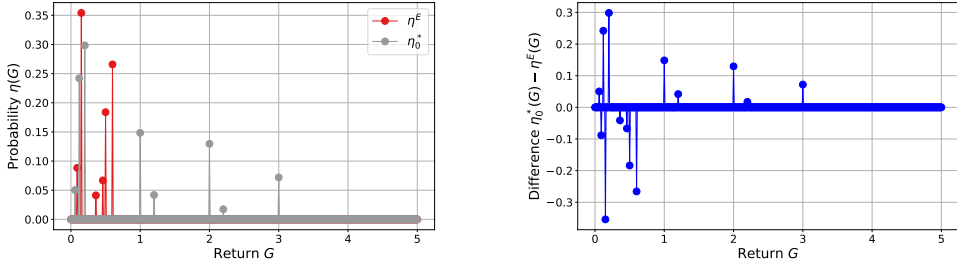 0.35
0.30
0.25
0.20
0.15
0.10
0.05
0.00
Probability η(G)
0 1 2 3 4 5
Return G
η^E
η_0^*
0.3
0.2
0.1
0.0
−0.1
−0.2
−0.3
Difference η_0^*(G) − η^E(G)
0 1 2 3 4 5
Return G